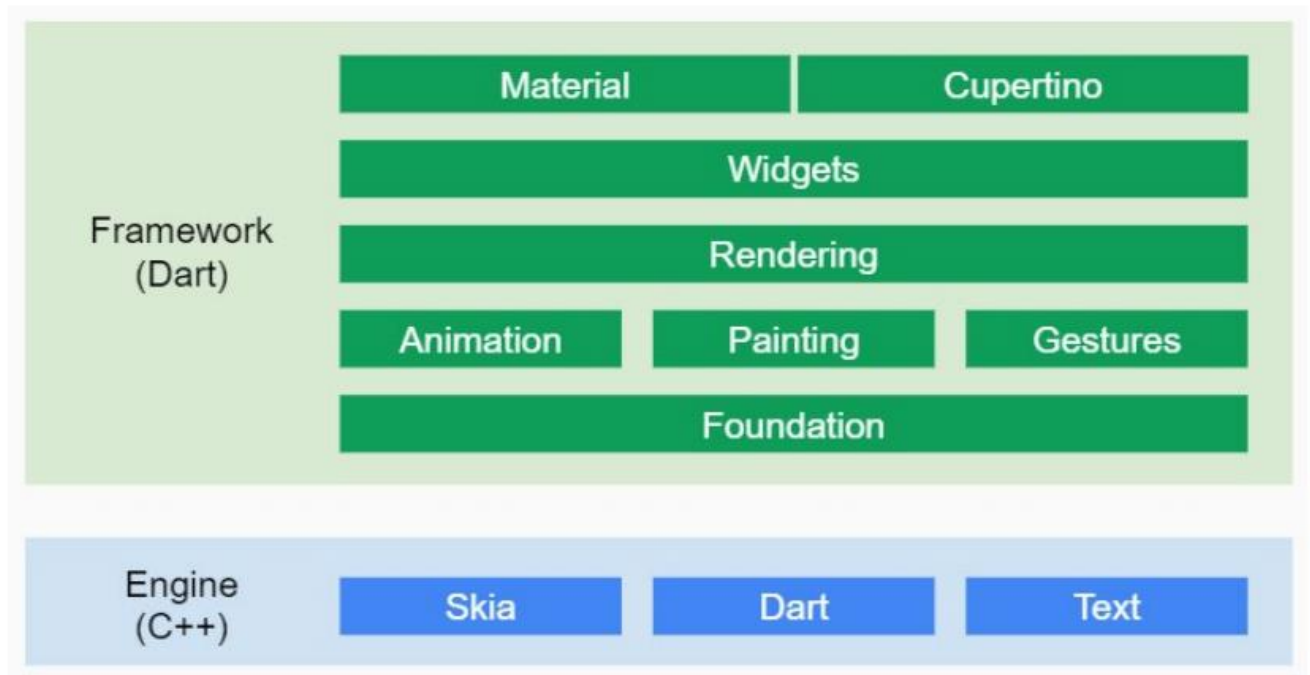 Material
Cupertino
Widgets
Framework
(Dart)
Rendering
Animation
Painting
Gestures
Foundation
Engine
(C++)
Skia
Dart
Text